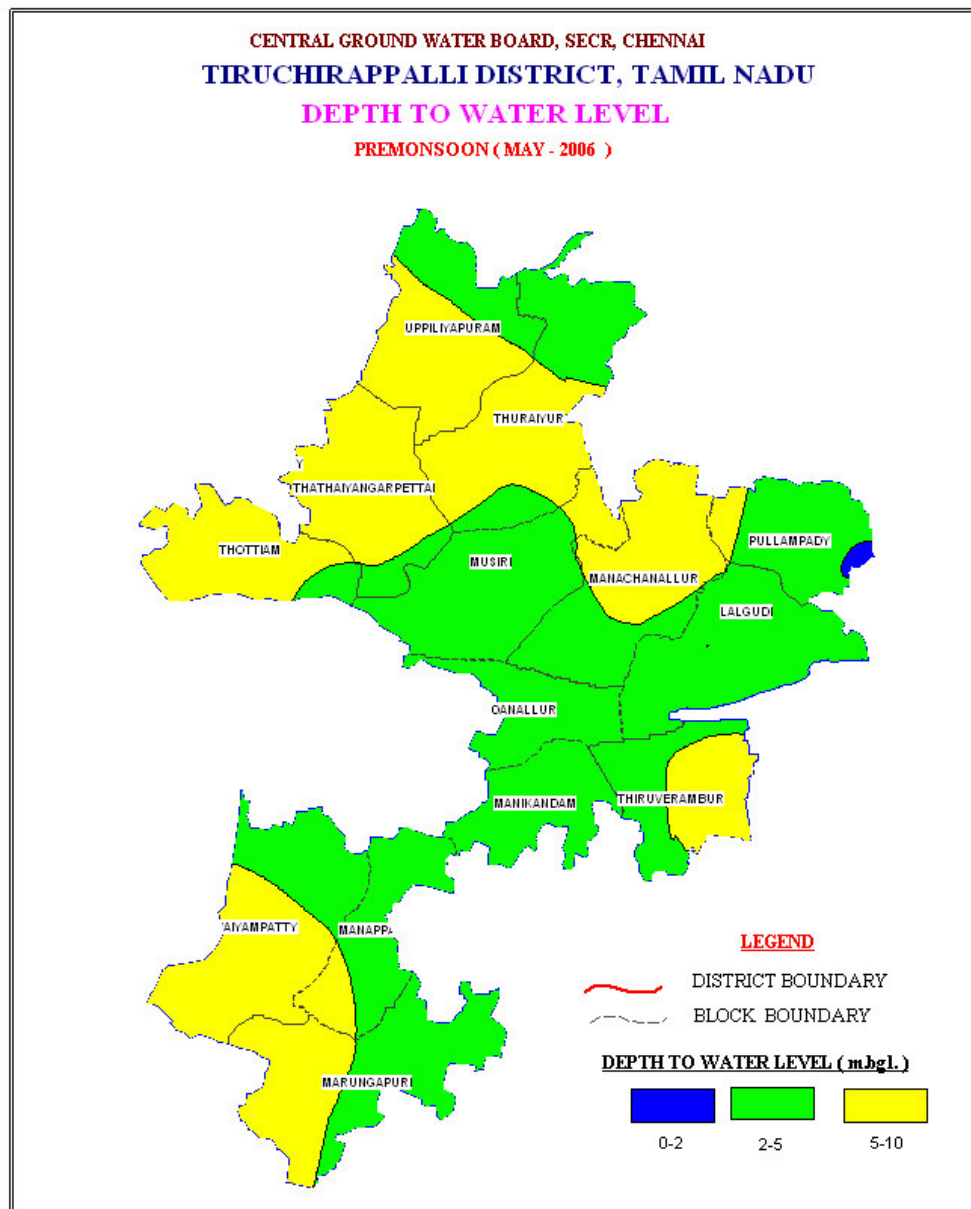 CENTRAL GROUND WATER BOARD, SECR, CHENNAI
TIRUCHIRAPPALLI DISTRICT, TAMIL NADU
DEPTH TO WATER LEVEL
PREMONSOON ( MAY - 2006 )
UPPILIYAPURAM
THURAIYUR
Y
THATHAIYANGARPETTAI
THOTTIAM
MUSIRI
PULLAMPADY
MANACHANALLUR
LALGUDI
OANALLUR
MANIKANDAM
THIRUVERAMBUR
AIYAMPATTY
MANAPPA
MARUNGAPURI
LEGEND
DISTRICT BOUNDARY
BLOCK BOUNDARY
DEPTH TO WATER LEVEL ( m.bgl. )
0-2
2-5
5-10